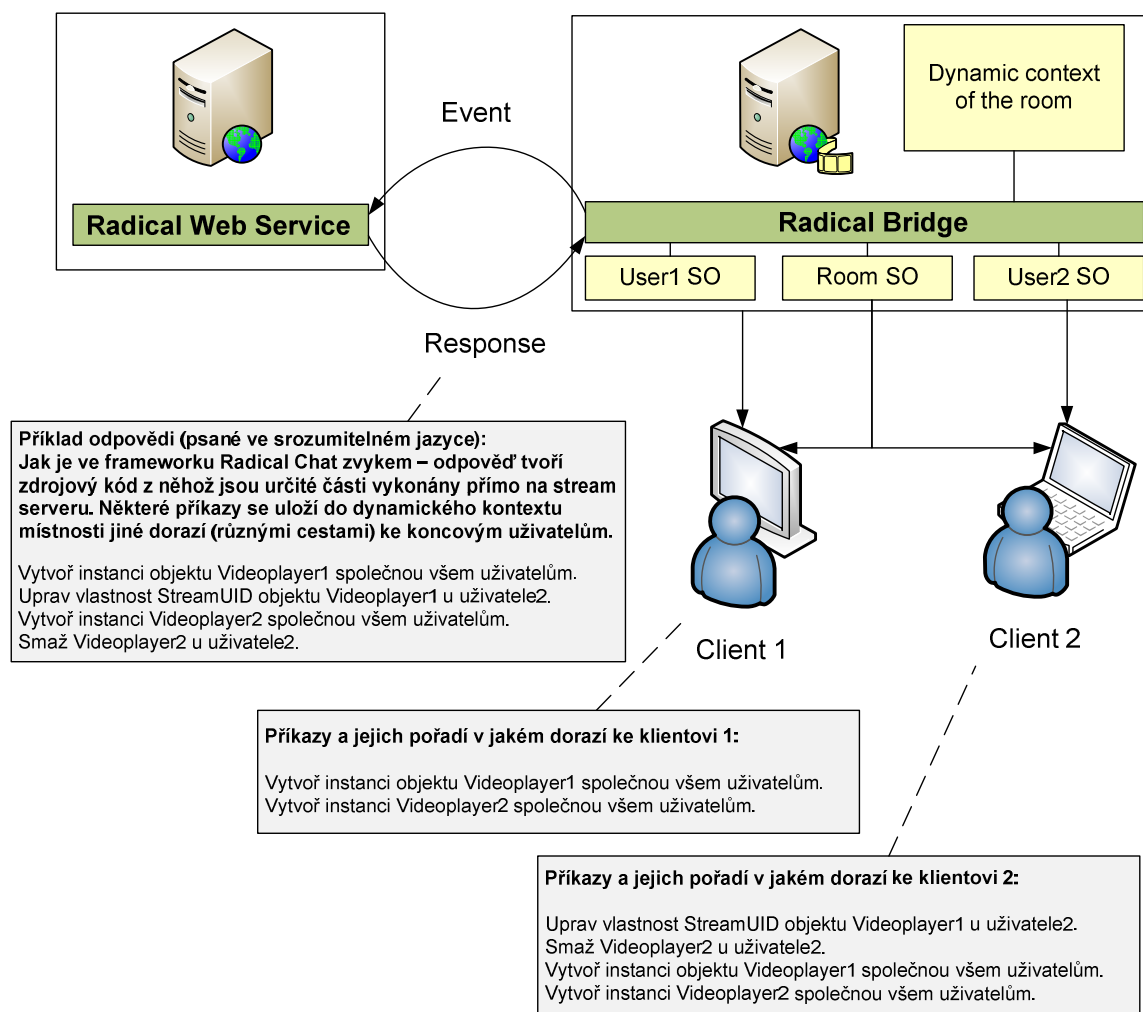 Dynamic context
of the room
Event
Radical Web Service
Radical Bridge
User1 SO
Room SO
User2 SO
Response
Příklad odpovědi (psané ve srozumitelném jazyce):
Jak je ve frameworku Radical Chat zvykem – odpověď tvoří
zdrojový kód z něhož jsou určité části vykonány přímo na stream
serveru. Některé příkazy se uloží do dynamického kontextu
místnosti jiné dorazí (různými cestami) ke koncovým uživatelům.
Vytvoř instanci objektu Videoplayer1 společnou všem uživatelům.
Uprav vlastnost StreamUID objektu Videoplayer1 u uživatele2.
Vytvoř instanci Videoplayer2 společnou všem uživatelům.
Smaž Videoplayer2 u uživatele2.
Client 1
Client 2
Příkazy a jejich pořadí v jakém dorazí ke klientovi 1:
Vytvoř instanci objektu Videoplayer1 společnou všem uživatelům.
Vytvoř instanci Videoplayer2 společnou všem uživatelům.
Příkazy a jejich pořadí v jakém dorazí ke klientovi 2:
Uprav vlastnost StreamUID objektu Videoplayer1 u uživatele2.
Smaž Videoplayer2 u uživatele2.
Vytvoř instanci objektu Videoplayer1 společnou všem uživatelům.
Vytvoř instanci Videoplayer2 společnou všem uživatelům.